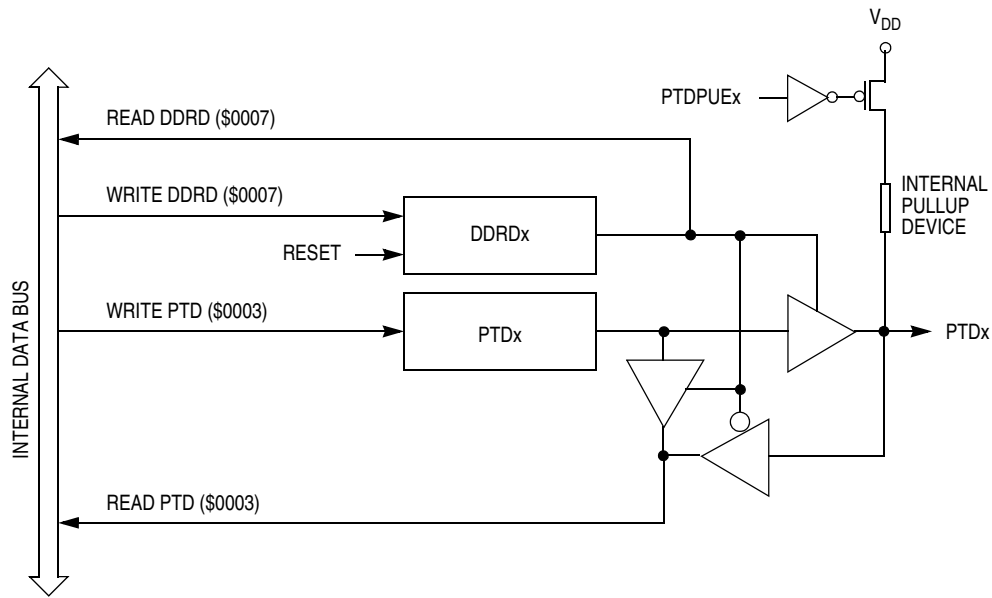 VDD
PTDPUEx
READ DDRD ($0007)
WRITE DDRD ($0007)
INTERNAL
PULLUP
DEVICE
DDRDx
RESET
WRITE PTD ($0003)
PTDx
PTDx
INTERNAL DATA BUS
READ PTD ($0003)